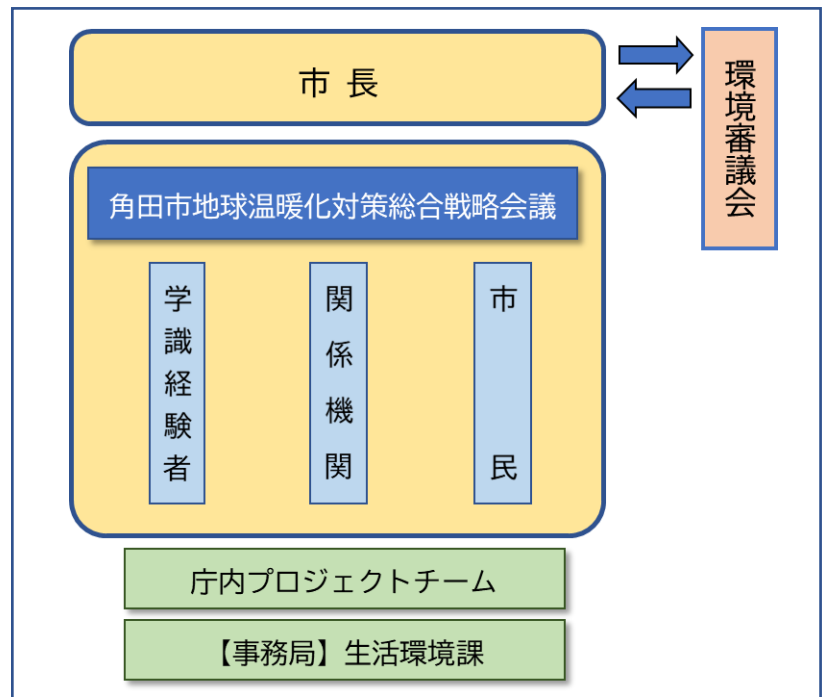 市長
環境審議会
角田市地球温暖化対策総合戦略会議
学識経験者
関係機関
市民
庁内プロジェクトチーム
【事務局】生活環境課